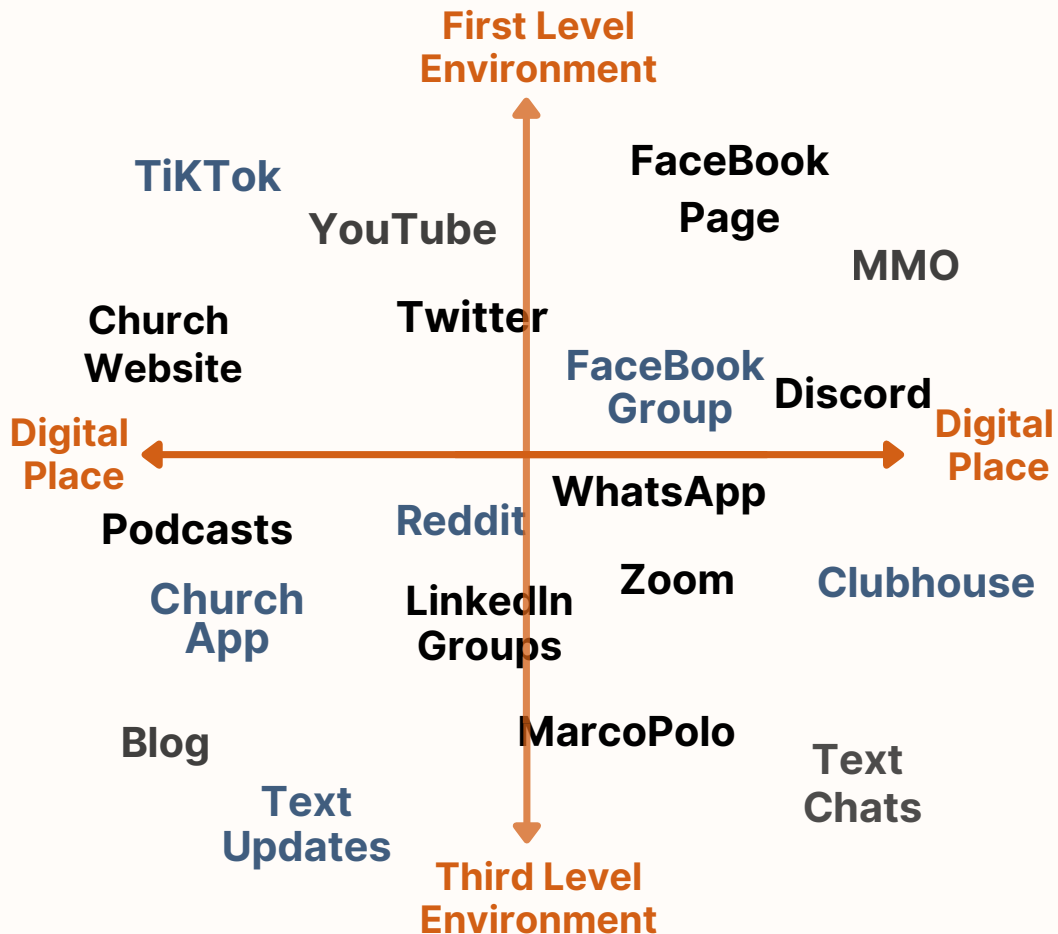 First Level
Environment
TiKTok
FaceBook
Page
YouTube
MMO
Church
Website
Twitter
FaceBook
Group
Discord
Digital
Place
Digital
Place
WhatsApp
Podcasts
Reddit
Zoom
Clubhouse
Church
App
LinkedIn
Groups
MarcoPolo
Blog
Text
Chats
Text
Updates
Third Level
Environment